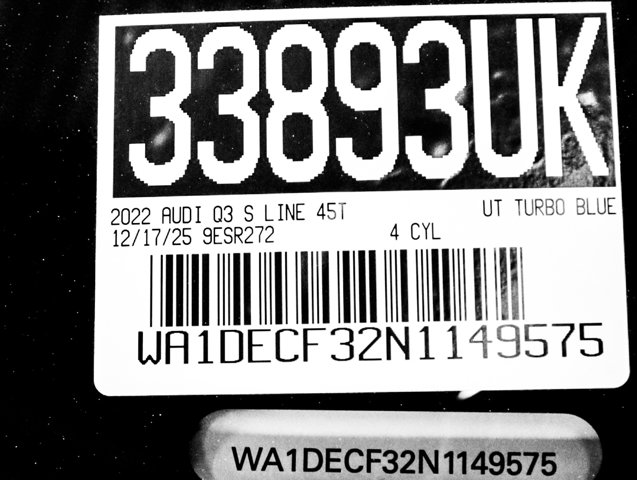 33893UK
2022 AUDI Q3 S LINE 45T UT TURBO BLUE
12/17/25 9ESR272 4 CYL
WA1DECF32N1149575
WA1DECF32N1149575